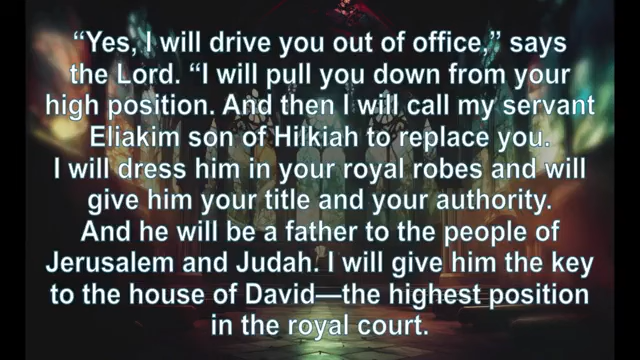 “Yes, I will drive you out of office,” says
the Lord. “I will pull you down from your
high position. And then I will call my servant
Eliakim son of Hilkiah to replace you.
I will dress him in your royal robes and will
give him your title and your authority.
And he will be a father to the people of
Jerusalem and Judah. I will give him the key
to the house of David—the highest position
in the royal court.